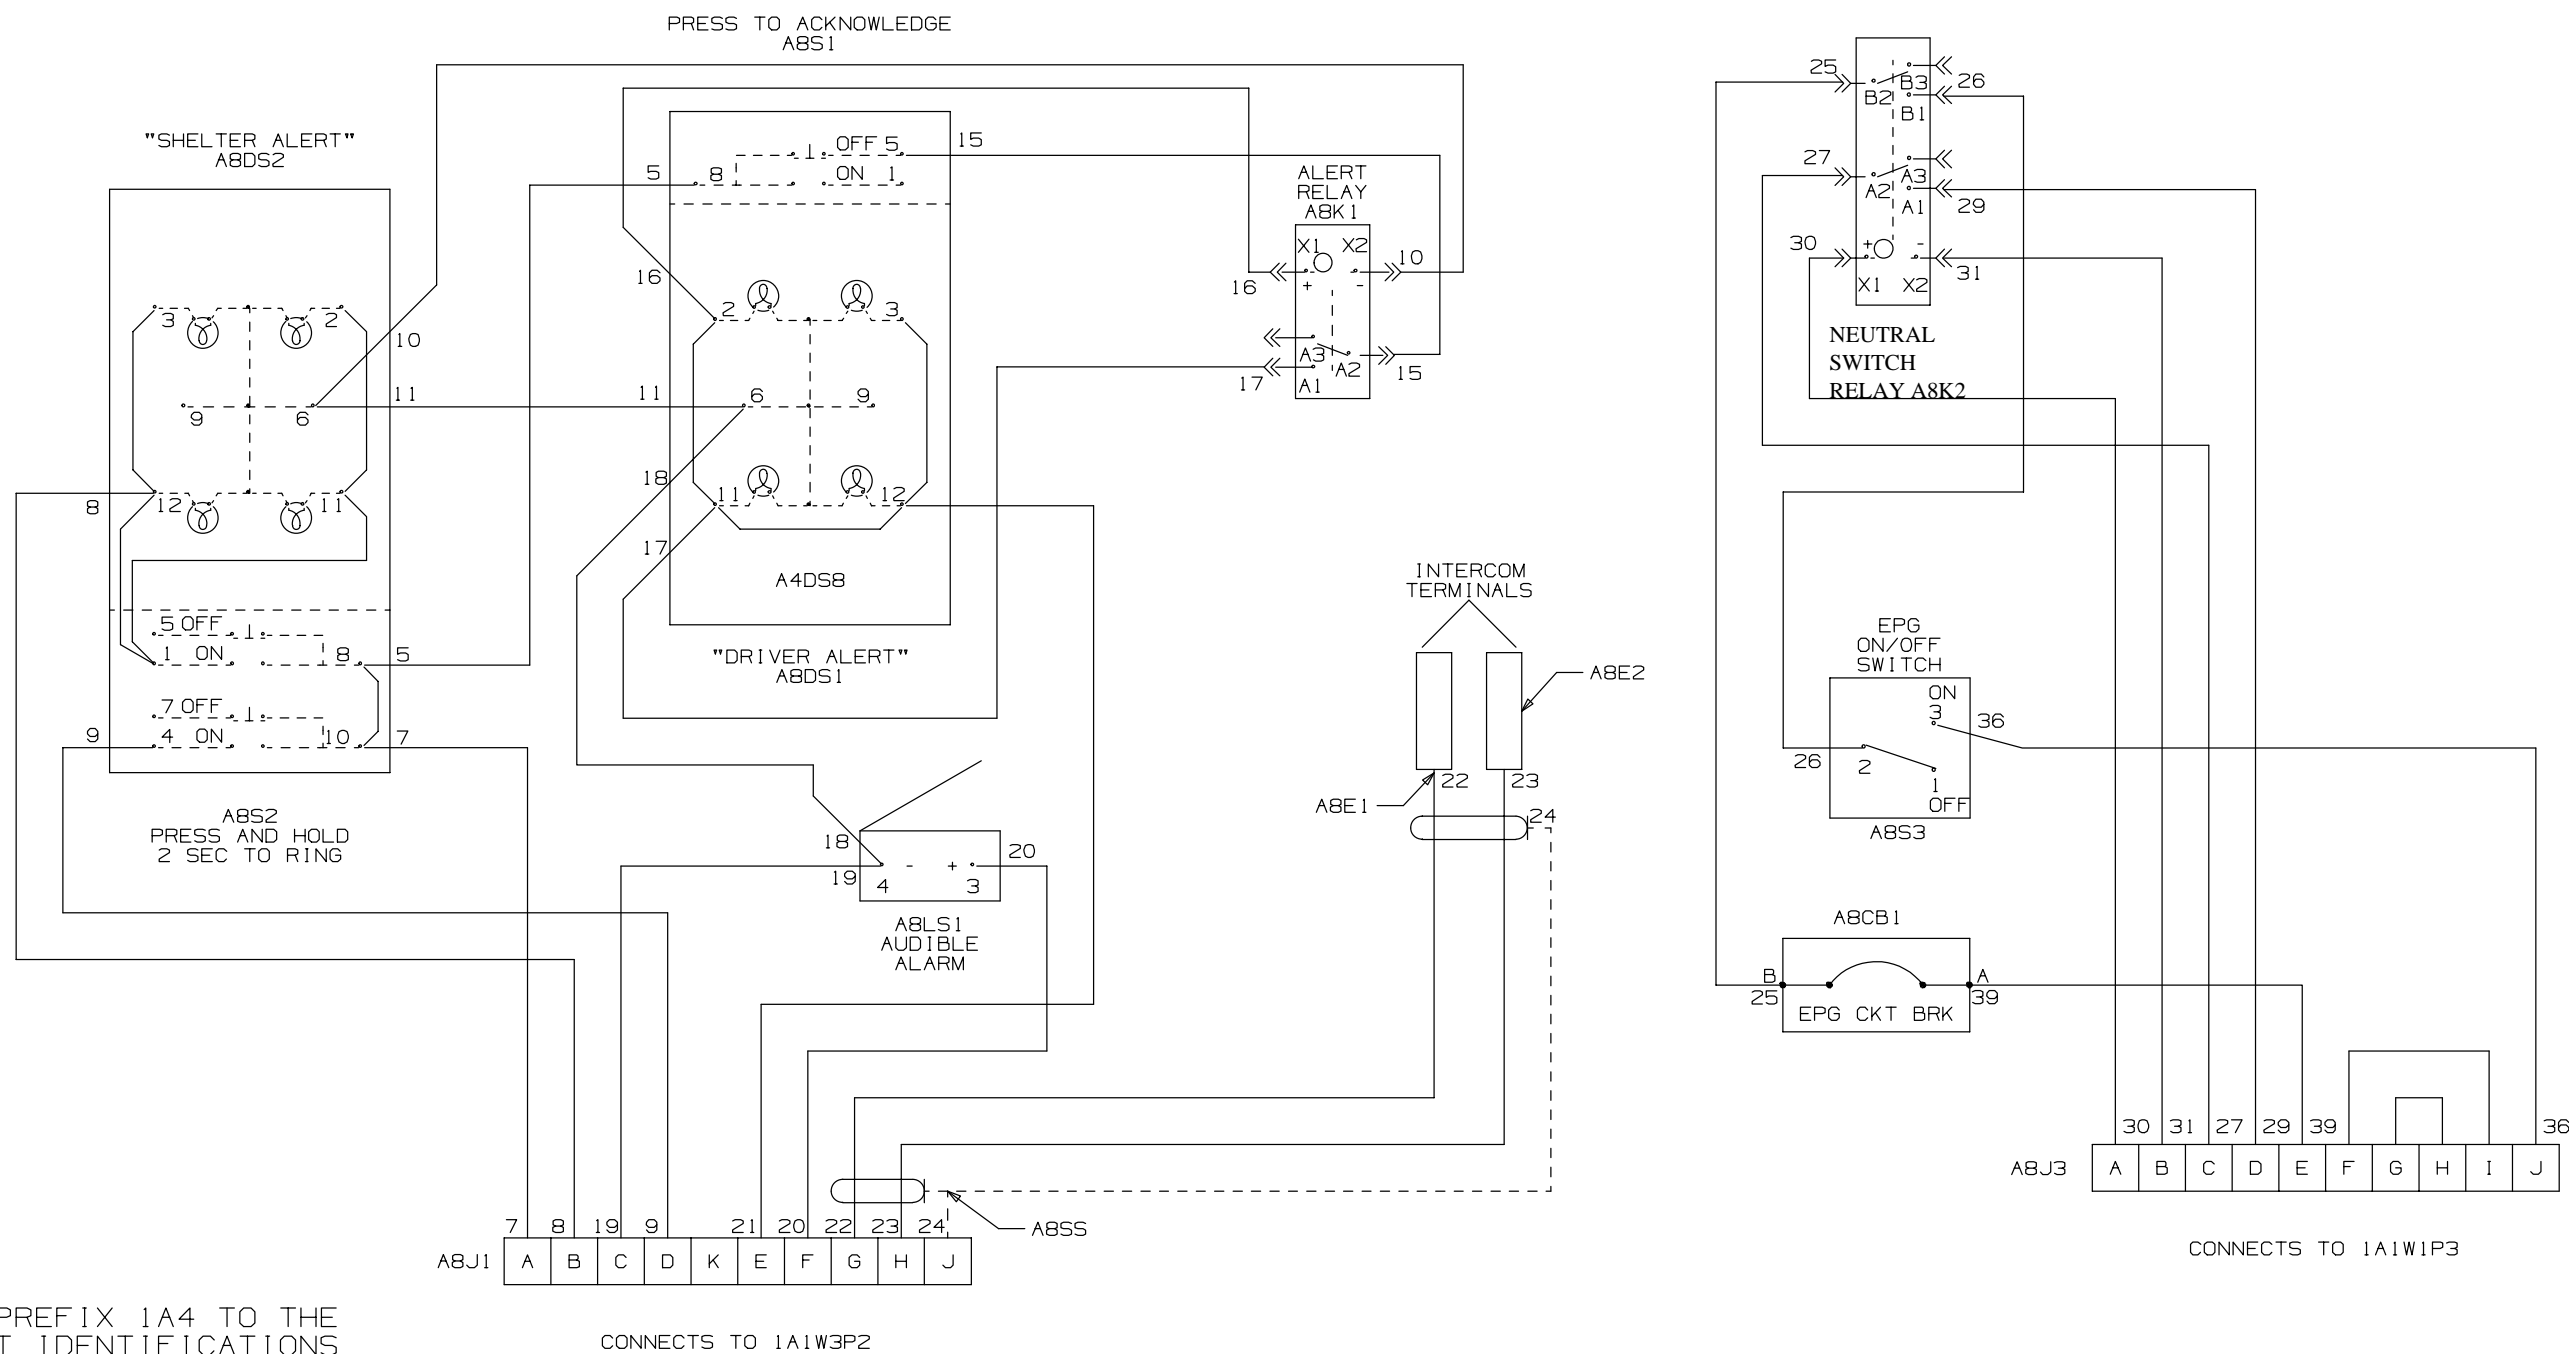 PRESS TO ACKNOWLEDGE
A8S1
"SHELTER ALERT"
A8DS2
3
2
10
9
6
11
12
11
8
5 OFF
1 ON
8
5
7 OFF
4 ON
10
7
9
A8S2
PRESS AND HOLD
2 SEC TO RING
OFF 5
15
5
8
ON 1
16
2
3
11
6
9
18
11
12
17
A4DS8
"DRIVER ALERT"
A8DS1
ALERT
RELAY
A8K1
X1 X2
10
16
+ -
A3
A2
17
A1
15
18
- +
20
19
4
3
A8LS1
AUDIBLE
ALARM
INTERCOM
TERMINALS
A8E2
22
23
A8E1
24
25
B3
26
B2
B1
27
A3
A2
A1
29
30
+ -
31
X1 X2
NEUTRAL
SWITCH
RELAY A8K2
EPG
ON/OFF
SWITCH
ON
3
36
26
2
1
OFF
A8S3
A8CB1
B
A
25
39
EPG CKT BRK
30 31 27 29 39 36
A8J3 A B C D E F G H I J
CONNECTS TO 1A1W1P3
7 8 19 9 21 20 22 23 24
A8SS
A8J1 A B C D K E F G H J
CONNECTS TO 1A1W3P2
PREFIX 1A4 TO THE
T IDENTIFICATIONS